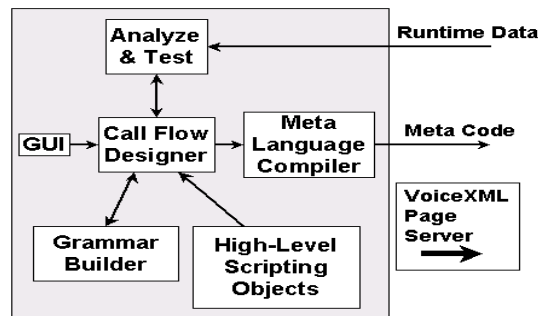 Analyze
& Test
Runtime Data
GUI
Call Flow
Designer
Meta
Language
Compiler
Meta Code
Grammar
Builder
High-Level
Scripting
Objects
VoiceXML
Page
Server